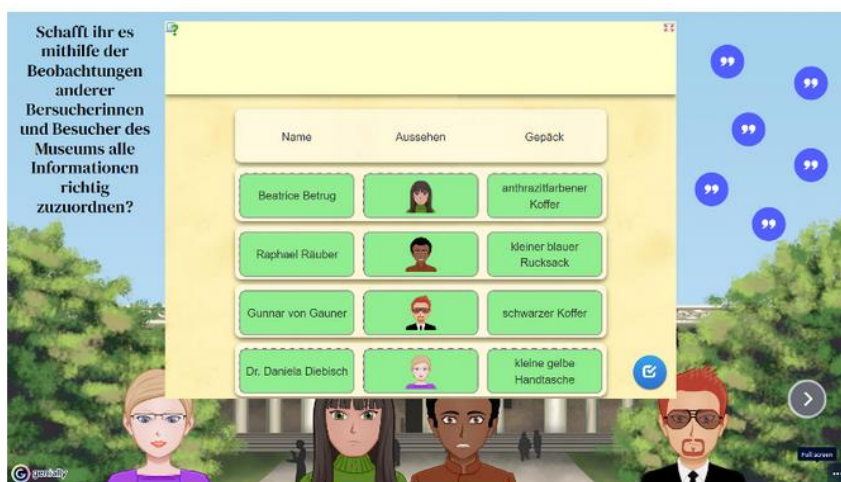 Schafft ihr es
mithilfe der
Beobachtungen
anderer
Bersucherinnen
und Besucher des
Museums alle
Informationen
richtig
zuzuordnen?
Name Aussehen Gepäck
Beatrice Betrug
anthrazitfarbener
Koffer
Raphael Räuber
kleiner blauer
Rucksack
Gunnar von Gauner
schwarzer Koffer
Dr. Daniela Diebisch
kleine gelbe
Handtasche
Full screen
genially